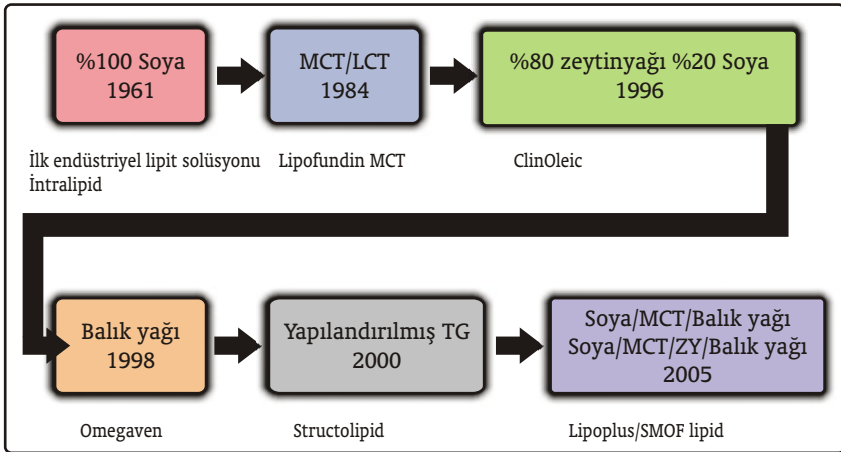 %100 Soya
1961
MCT/LCT
1984
%80 zeytinyağı %20 Soya
1996
İlk endüstriyel lipit solüsyonu
İntralipid
Lipofundin MCT
ClinOleic
Balık yağı
1998
Yapılandırılmış TG
2000
Soya/MCT/Balık yağı
Soya/MCT/ZY/Balık yağı
2005
Omegaven
Structolipid
Lipoplus/SMOF lipid